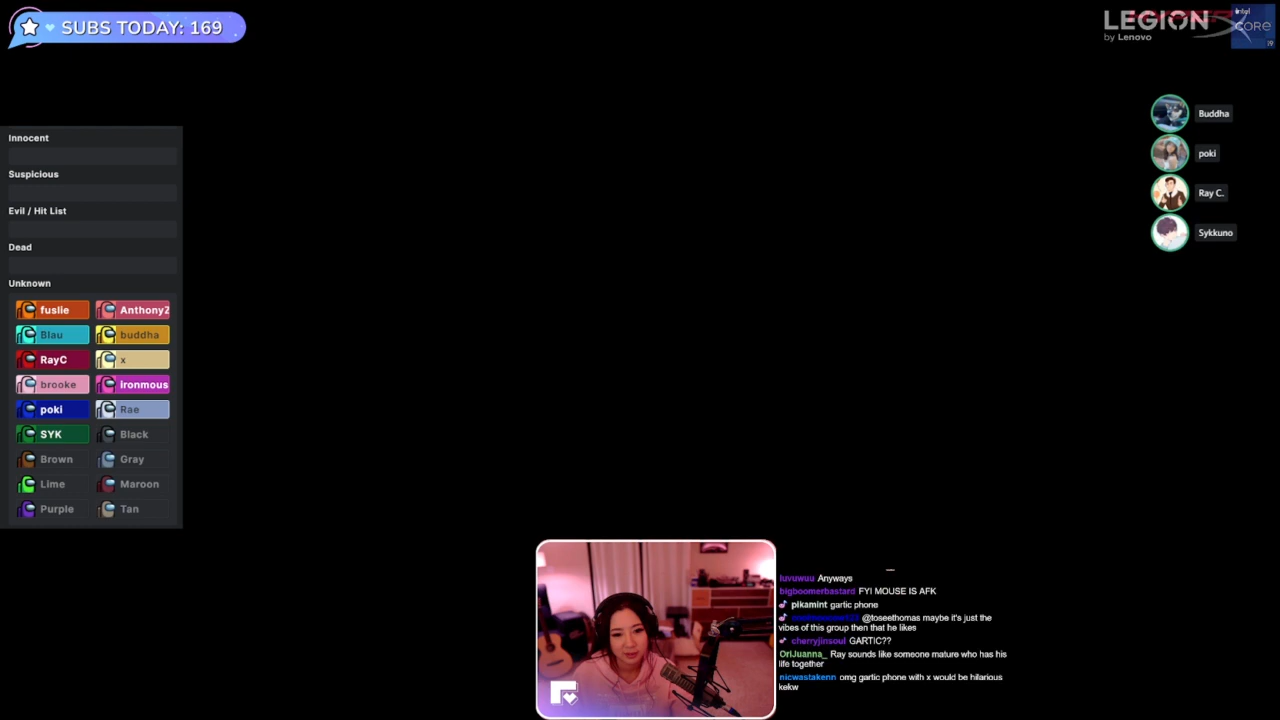 SUBS TODAY: 169
LEGION
by Lenovo
intel
CORE
i9
Buddha
poki
Ray C.
Sykkuno
Innocent
Suspicious
Evil / Hit List
Dead
Unknown
fuslie AnthonyZ
Blau buddha
RayC x
brooke ironmous
poki Rae
SYK Black
Brown Gray
Lime Maroon
Purple Tan
luvuwuu Anyways
bigboomerbastard FYI MOUSE IS AFK
pikamint gartic phone
@toseethomas maybe it's just the
vibes of this group then that he likes
cherryjinsoul GARTIC??
OriJuanna_ Ray sounds like someone mature who has his
life together
nicwastakenn omg gartic phone with x would be hilarious
kekw